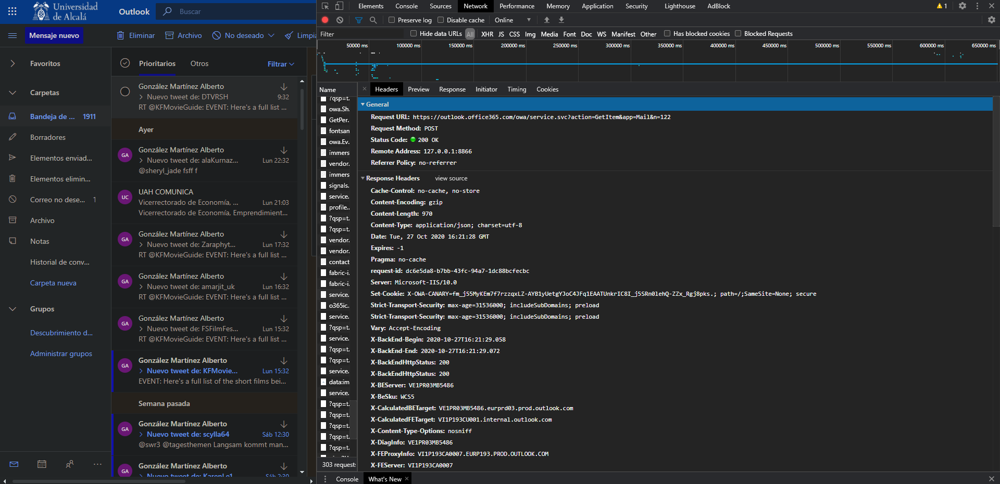 Universidad
de Alcalá
Outlook
Buscar
Mensaje nuevo
Eliminar
Archivo
No deseado
Limpia
Favoritos
Carpetas
Bandeja de ... 1911
Borradores
Elementos enviad...
Elementos elimin...
Correo no dese... 1
Archivo
Notas
Historial de conv...
Carpeta nueva
Grupos
Descubrimiento d...
Administrar grupos
Prioritarios
Otros
Filtrar
González Martínez Alberto
Nuevo tweet de: DTVRSH 9:32
RT @KFMovieGuide: EVENT: Here's a full list ...
Ayer
GA
González Martínez Alberto
Nuevo tweet de: alaKurnaz... Lun 22:32
@sheryl_jade fsff f
UC
UAH COMUNICA
Vicerrectorado de Economía, ... Lun 21:03
Vicerrectorado de Economía, Emprendimient...
GA
González Martínez Alberto
Nuevo tweet de: Zaraphyt... Lun 17:32
RT @KFMovieGuide: EVENT: Here's a full list ...
GA
González Martínez Alberto
Nuevo tweet de: amarjit_uk Lun 16:32
RT @KFMovieGuide: EVENT: Here's a full list ...
GA
González Martínez Alberto
Nuevo tweet de: FSFilmFes... Lun 15:32
RT @KFMovieGuide: EVENT: Here's a full list ...
GA
González Martínez Alberto
Nuevo tweet de: KFMovie... Lun 15:32
EVENT: Here's a full list of the short films bei...
Semana pasada
GA
González Martínez Alberto
Nuevo tweet de: scylla64 Sáb 12:30
@swr3 @tagesthemen Langsam kommt man...
GA
González Martínez Alberto
Nuevo tweet de: KarenLe1 Sáb 2:30
Elements Console Sources Network Performance Memory Application Security Lighthouse AdBlock 1
Preserve log Disable cache Online
Filter Hide data URLs All XHR JS CSS Img Media Font Doc WS Manifest Other Has blocked cookies Blocked Requests
50000 ms 100000 ms 150000 ms 200000 ms 250000 ms 300000 ms 350000 ms 400000 ms 450000 ms 500000 ms 550000 ms 600000 ms 650000 ms
Name
?qsp=t.
owa.Sh.
GetPer.
fontsan
owa.Ev.
immers
vendor.
immers
signals.
service.
profile..
?qsp=t.
?qsp=t.
vendor.
vendor.
contact
fabric-i.
fabric-i.
service.
o365ic.
service.
?qsp=t.
service.
?qsp=t.
?qsp=t.
service.
data:im
service.
?qsp=t.
?qsp=t.
?qsp=t.
?qsp=t.
?qsp=t.
303 requests
Headers Preview Response Initiator Timing Cookies
General
Request URL: https://outlook.office365.com/owa/service.svc?action=GetItem&app=Mail&n=122
Request Method: POST
Status Code: 200 OK
Remote Address: 127.0.0.1:8866
Referrer Policy: no-referrer
Response Headers view source
Cache-Control: no-cache, no-store
Content-Encoding: gzip
Content-Length: 970
Content-Type: application/json; charset=utf-8
Date: Tue, 27 Oct 2020 16:21:28 GMT
Expires: -1
Pragma: no-cache
request-id: dc6e5da8-b7bb-43fc-94a7-1dc88bcfecbc
Server: Microsoft-IIS/10.0
Set-Cookie: X-OWA-CANARY=fm_j55MyKEm7f7rzzqxLZ-AYB1yUetgYJoC4JFq1EAATUnkrIC8I_j5SRn0lehQ-ZZx_Rgj8pks.; path=/;SameSite=None; secure
Strict-Transport-Security: max-age=31536000; includeSubDomains; preload
Strict-Transport-Security: max-age=31536000; includeSubDomains; preload
Vary: Accept-Encoding
X-BackEnd-Begin: 2020-10-27T16:21:29.058
X-BackEnd-End: 2020-10-27T16:21:29.072
X-BackEndHttpStatus: 200
X-BackEndHttpStatus: 200
X-BEServer: VE1PR03MB5486
X-BeSku: WCS5
X-CalculatedBETarget: VE1PR03MB5486.eurprd03.prod.outlook.com
X-CalculatedFETarget: VI1P193CU001.internal.outlook.com
X-Content-Type-Options: nosniff
X-DiagInfo: VE1PR03MB5486
X-FEProxyInfo: VI1P193CA0007.EURP193.PROD.OUTLOOK.COM
X-FEServer: VI1P193CA0007
Console What's New